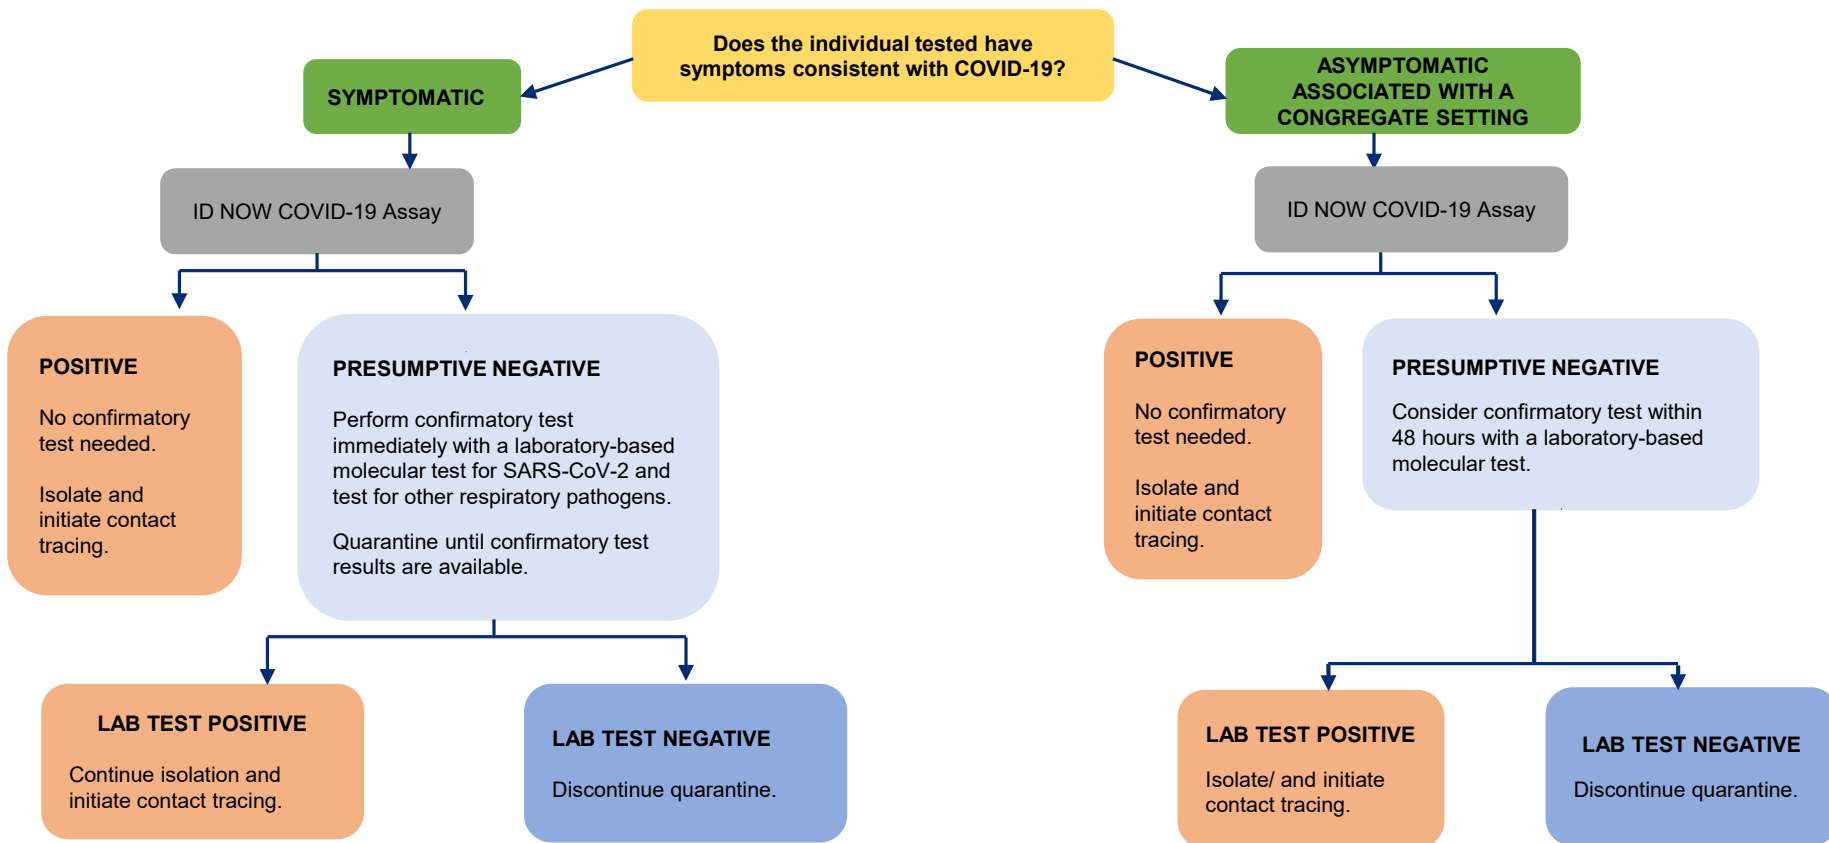 Does the individual tested have
symptoms consistent with COVID-19?
SYMPTOMATIC
ASYMPTOMATIC
ASSOCIATED WITH A
CONGREGATE SETTING
ID NOW COVID-19 Assay
ID NOW COVID-19 Assay
POSITIVE
No confirmatory
test needed.
Isolate and
initiate contact
tracing.
PRESUMPTIVE NEGATIVE
Perform confirmatory test
immediately with a laboratory-based
molecular test for SARS-CoV-2 and
test for other respiratory pathogens.
Quarantine until confirmatory test
results are available.
POSITIVE
No confirmatory
test needed.
Isolate and
initiate contact
tracing.
PRESUMPTIVE NEGATIVE
Consider confirmatory test within
48 hours with a laboratory-based
molecular test.
LAB TEST POSITIVE
Continue isolation and
initiate contact tracing.
LAB TEST NEGATIVE
Discontinue quarantine.
LAB TEST POSITIVE
Isolate/ and initiate
contact tracing.
LAB TEST NEGATIVE
Discontinue quarantine.